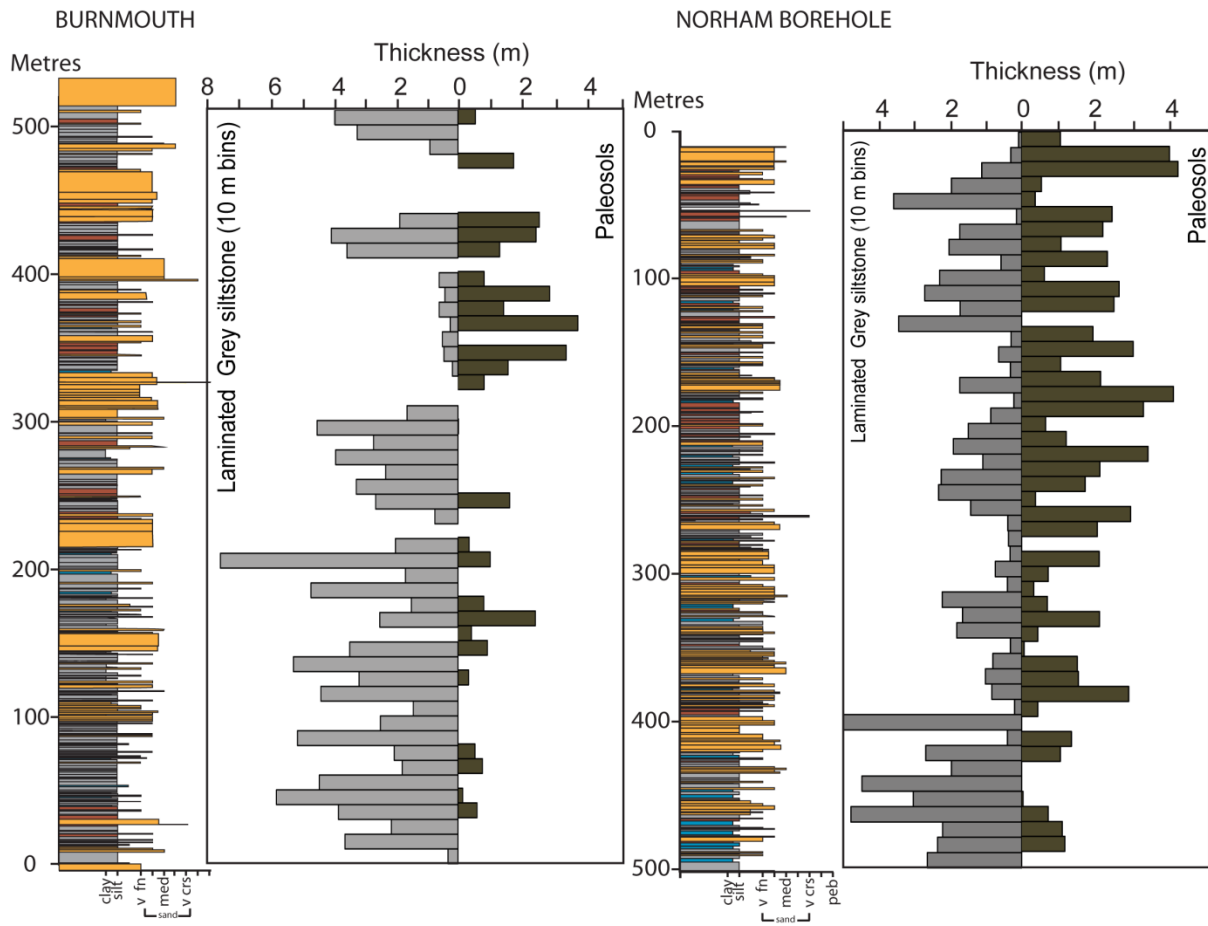 BURNMOUTH
Metres
Thickness (m)
8 6 4 2 0 2 4
500
400
300
200
100
0
Laminated Grey siltstone (10 m bins)
Paleosols
clay
silt
v fn
med
v crs
sand
NORHAM BOREHOLE
Metres
Thickness (m)
4 2 0 2 4
0
100
200
300
400
500
Laminated Grey siltstone (10 m bins)
Paleosols
clay
silt
v fn
med
v crs
peb
sand